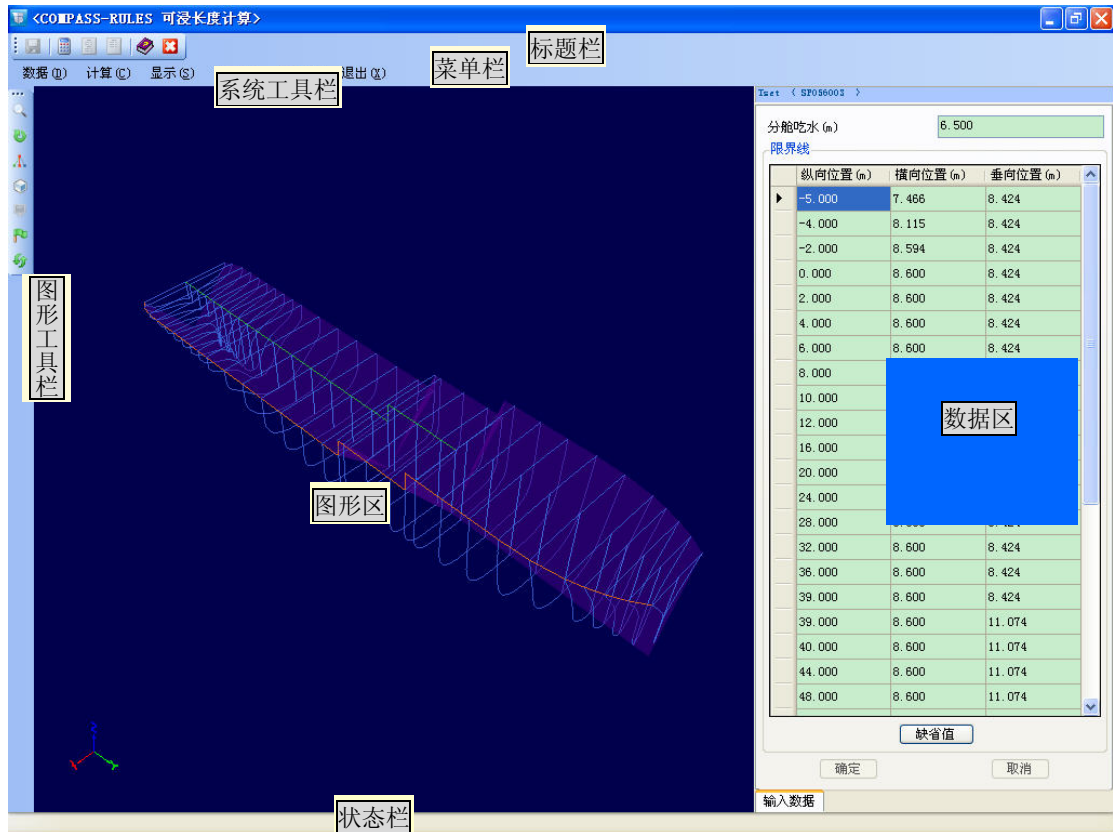 <COMPASS-RULES 可浸长度计算>
标题栏
菜单栏
数据(D) 计算(C) 显示(S) 退出(X)
系统工具栏
Tset < SP056003 >
分舱吃水(m) 6.500
限界线
纵向位置(m) 横向位置(m) 垂向位置(m)
-5.000 7.466 8.424
-4.000 8.115 8.424
-2.000 8.594 8.424
0.000 8.600 8.424
2.000 8.600 8.424
4.000 8.600 8.424
6.000 8.600 8.424
8.000
10.000
12.000
16.000
20.000
24.000
28.000
32.000 8.600 8.424
36.000 8.600 8.424
39.000 8.600 8.424
39.000 8.600 11.074
40.000 8.600 11.074
44.000 8.600 11.074
48.000 8.600 11.074
数据区
图形工具栏
图形区
Z
X
Y
缺省值
确定 取消
输入数据
状态栏